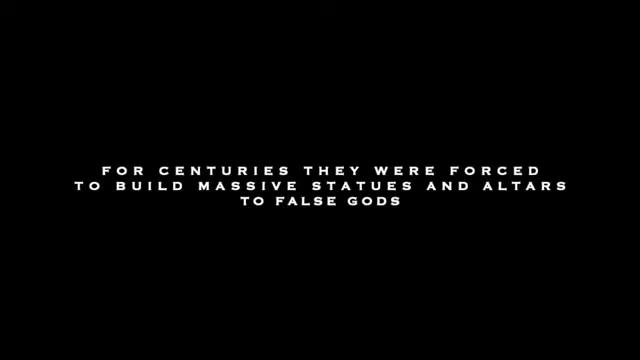 FOR CENTURIES THEY WERE FORCED
TO BUILD MASSIVE STATUES AND ALTARS
TO FALSE GODS